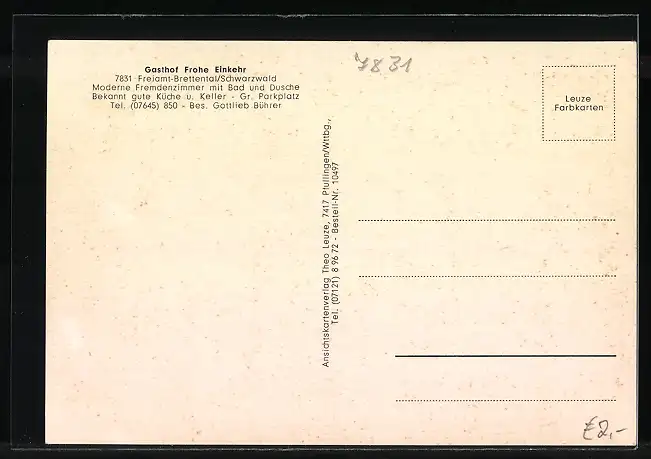 Gasthof Frohe Einkehr
7831 Freiamt-Brettental/Schwarzwald
Moderne Fremdenzimmer mit Bad und Dusche
Bekannt gute Küche u. Keller - Gr. Parkplatz
Tel. (07645) 850 - Bes. Gottlieb Bührer
Ansichtskartenverlag Theo Leuze, 7417 Pfullingen/Wttbg.,
Tel. (07121) 8 96 72 - Bestell-Nr. 10497
7831
Leuze
Farbkarten
€2,-